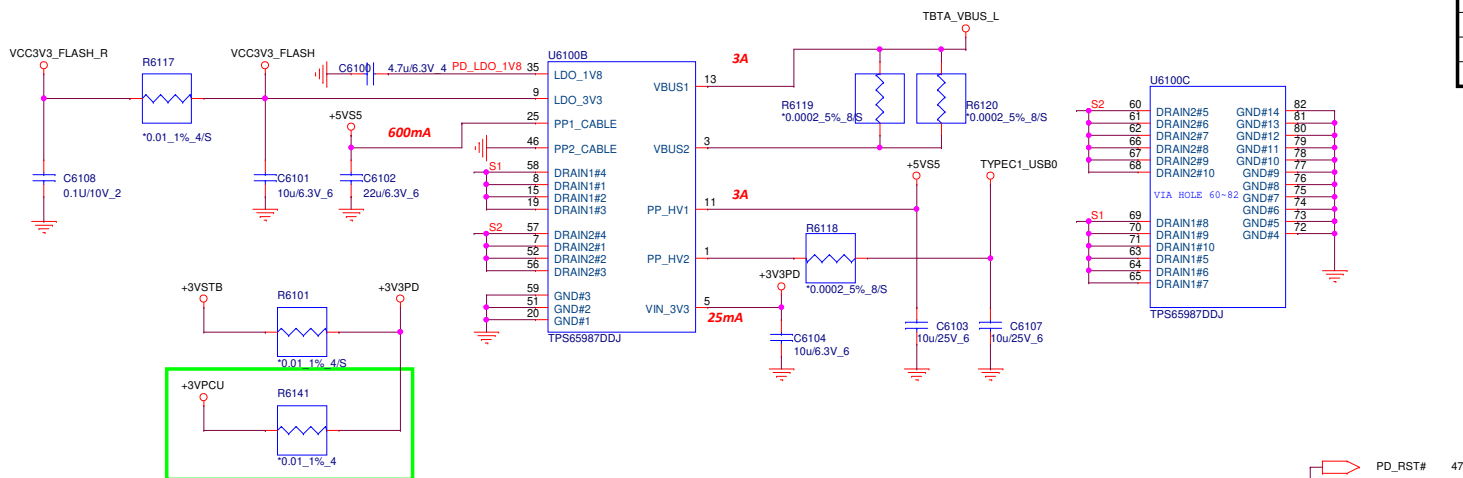 TBTA_VBUS_L
VCC3V3_FLASH_R
R6117
*0.01_1%_4/S
VCC3V3_FLASH
C6108
0.1U/10V_2
C6101
10u/6.3V_6
C6100
4.7u/6.3V_4
PD_LDO_1V8
+5VS5
600mA
C6102
22u/6.3V_6
U6100B
35
LDO_1V8
9
LDO_3V3
25
PP1_CABLE
46
PP2_CABLE
S1
58
DRAIN1#4
8
DRAIN1#1
15
DRAIN1#2
19
DRAIN1#3
S2
57
DRAIN2#4
7
DRAIN2#1
52
DRAIN2#2
56
DRAIN2#3
59
GND#3
51
GND#2
20
GND#1
TPS65987DDJ
VBUS1
13
3A
VBUS2
3
PP_HV1
11
3A
PP_HV2
1
VIN_3V3
5
25mA
R6119
*0.0002_5%_8/S
R6120
*0.0002_5%_8/S
+5VS5
TYPEC1_USB0
R6118
*0.0002_5%_8/S
+3V3PD
C6104
10u/6.3V_6
C6103
10u/25V_6
C6107
10u/25V_6
U6100C
S2
60
DRAIN2#5
61
DRAIN2#6
62
DRAIN2#7
66
DRAIN2#8
67
DRAIN2#9
68
DRAIN2#10
VIA HOLE 60~82
S1
69
DRAIN1#8
70
DRAIN1#9
71
DRAIN1#10
63
DRAIN1#5
64
DRAIN1#6
65
DRAIN1#7
GND#14
82
GND#13
81
GND#12
80
GND#11
79
GND#10
78
GND#9
77
GND#8
76
GND#7
75
GND#6
74
GND#5
73
GND#4
72
TPS65987DDJ
+3VSTB
R6101
*0.01_1%_4/S
+3V3PD
+3VPCU
R6141
*0.01_1%_4
PD_RST# 47